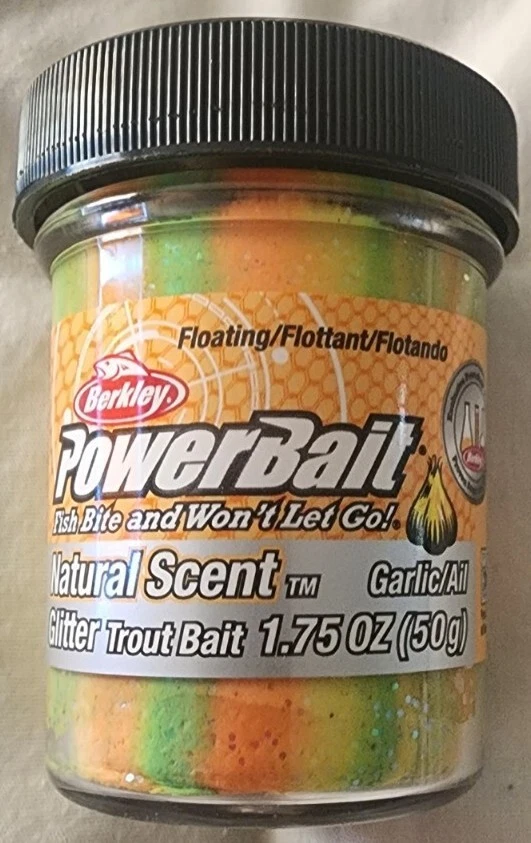 Floating/Flottant/Flotando
Berkley®
PowerBait®
Fish Bite and Won't Let Go!®
Natural Scent™ Garlic/Ail
Glitter Trout Bait 1.75 OZ (50g)